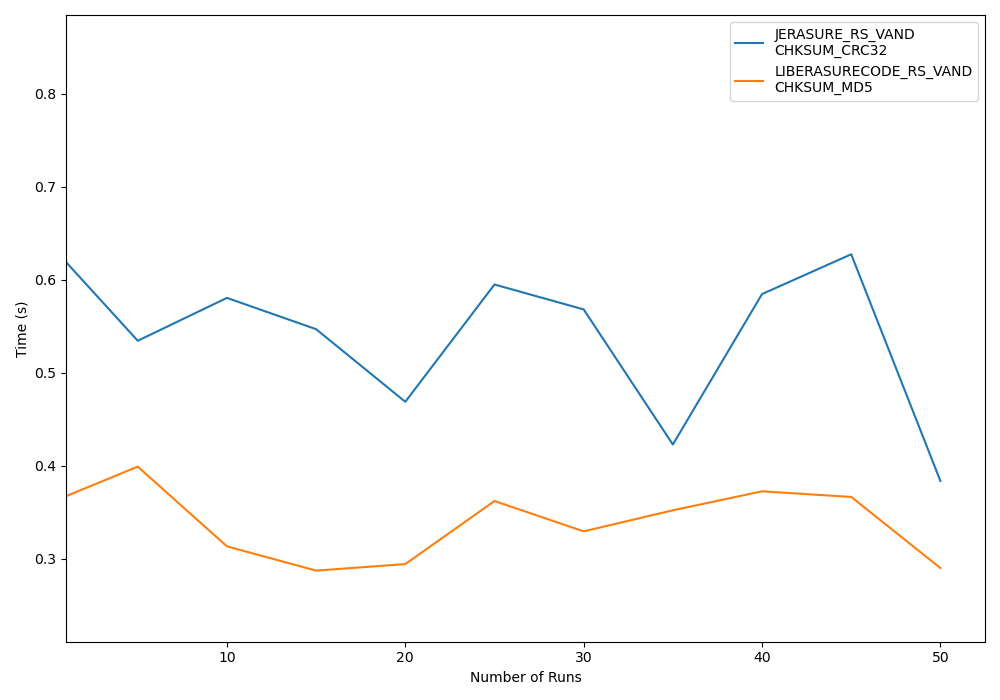 JERASURE_RS_VAND
CHKSUM_CRC32
LIBERASURECODE_RS_VAND
CHKSUM_MD5
0.8
0.7
0.6
0.5
0.4
0.3
Time (s)
10 20 30 40 50
Number of Runs